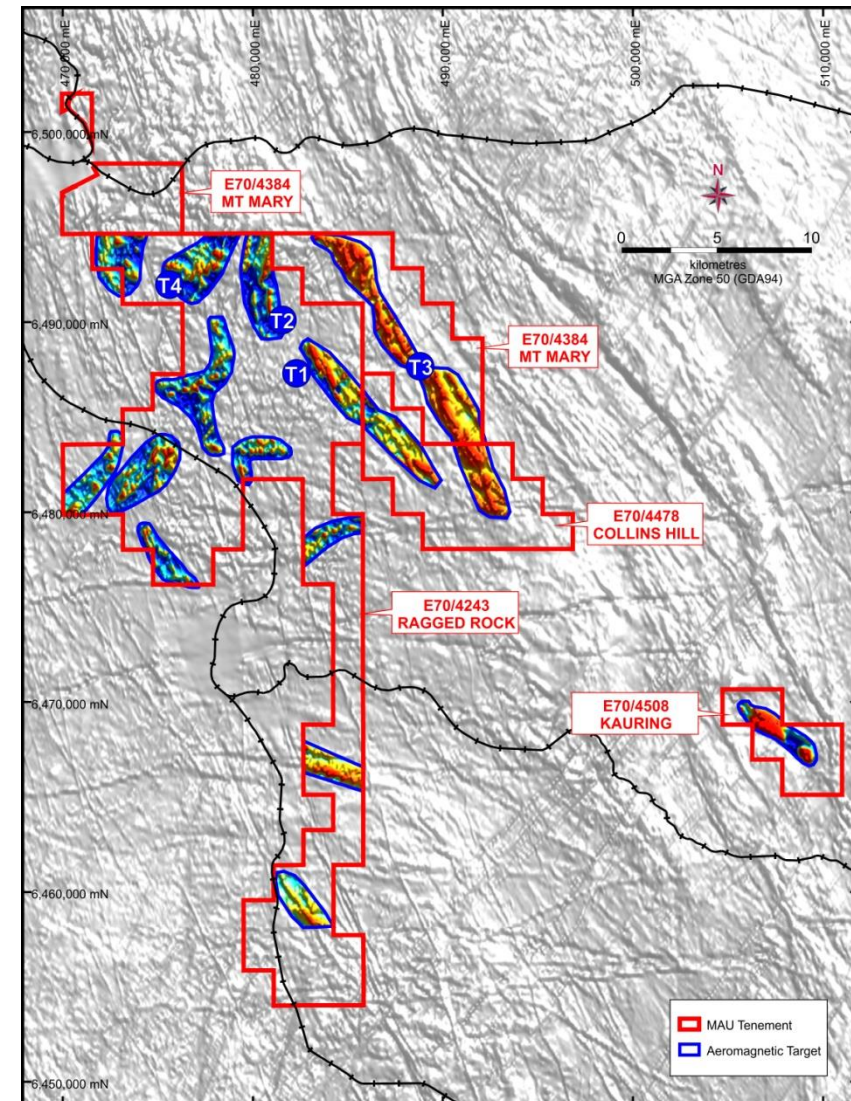 470,000 mE
480,000 mE
490,000 mE
500,000 mE
510,000 mE
6,500,000 mN
E70/4384
MT MARY
N
0 5 10
kilometres
MGA Zone 50 (GDA94)
T4
6,490,000 mN
T2
E70/4384
MT MARY
T1
T3
6,480,000 mN
E70/4478
COLLINS HILL
E70/4243
RAGGED ROCK
6,470,000 mN
E70/4508
KAURING
6,460,000 mN
MAU Tenement
Aeromagnetic Target
6,450,000 mN